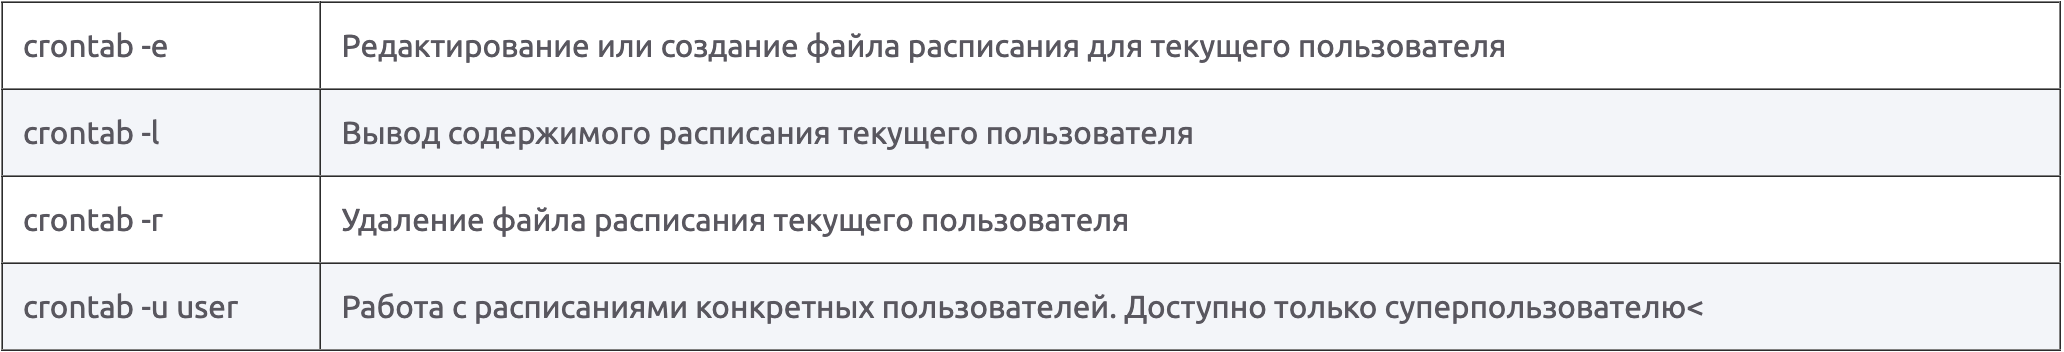 crontab -e Редактирование или создание файла расписания для текущего пользователя
crontab -l Вывод содержимого расписания текущего пользователя
crontab -r Удаление файла расписания текущего пользователя
crontab -u user Работа с расписаниями конкретных пользователей. Доступно только суперпользователю<